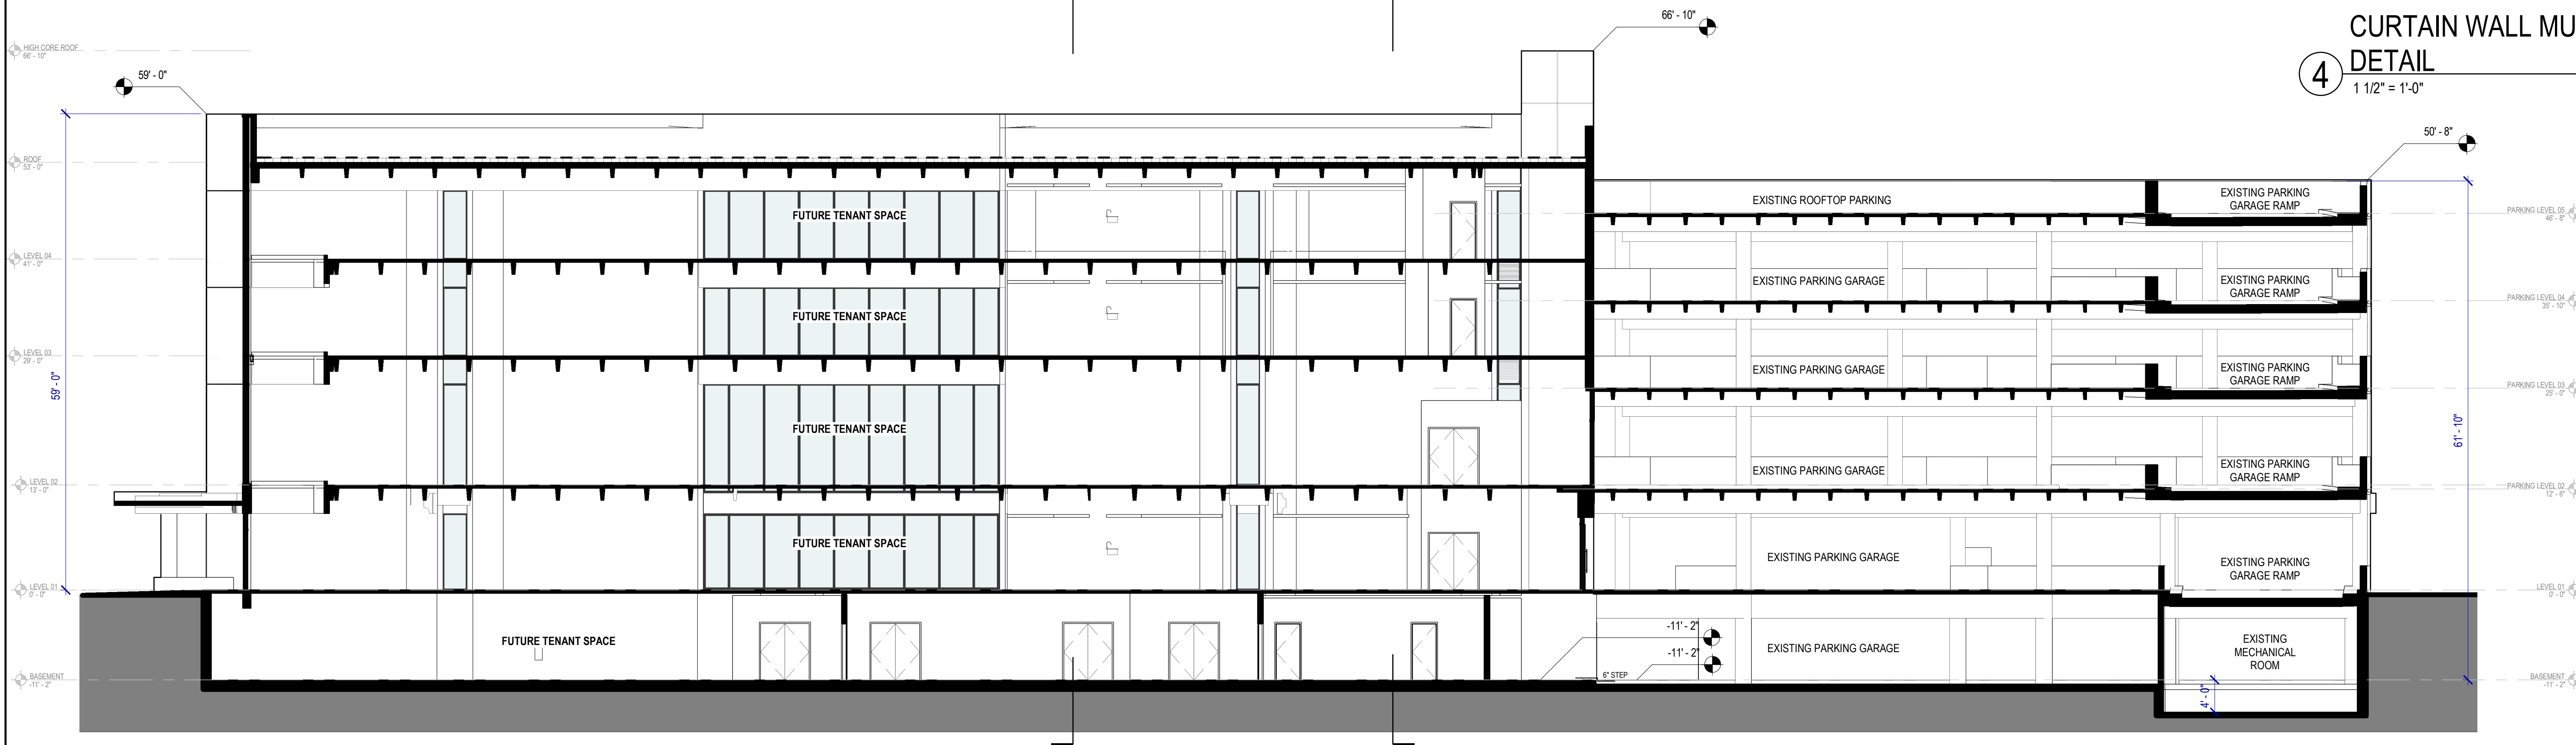 CURTAIN WALL MU
DETAIL
4
1 1/2" = 1'-0"
66' - 10"
59' - 0"
50' - 8"
HIGH CORE ROOF
66' - 10"
ROOF
53' - 0"
LEVEL 04
41' - 0"
LEVEL 03
29' - 0"
LEVEL 02
13' - 0"
LEVEL 01
0' - 0"
BASEMENT
-11' - 2"
59' - 0"
FUTURE TENANT SPACE
FUTURE TENANT SPACE
FUTURE TENANT SPACE
FUTURE TENANT SPACE
FUTURE TENANT SPACE
EXISTING ROOFTOP PARKING
EXISTING PARKING
GARAGE RAMP
EXISTING PARKING GARAGE
EXISTING PARKING
GARAGE RAMP
EXISTING PARKING GARAGE
EXISTING PARKING
GARAGE RAMP
EXISTING PARKING GARAGE
EXISTING PARKING
GARAGE RAMP
EXISTING PARKING GARAGE
EXISTING PARKING
GARAGE RAMP
EXISTING PARKING GARAGE
EXISTING
MECHANICAL
ROOM
-11' - 2"
-11' - 2"
6" STEP
4' - 0"
61' - 10"
PARKING LEVEL 05
46' - 8"
PARKING LEVEL 04
35' - 10"
PARKING LEVEL 03
25' - 0"
PARKING LEVEL 02
12' - 6"
LEVEL 01
0' - 0"
BASEMENT
-11' - 2"